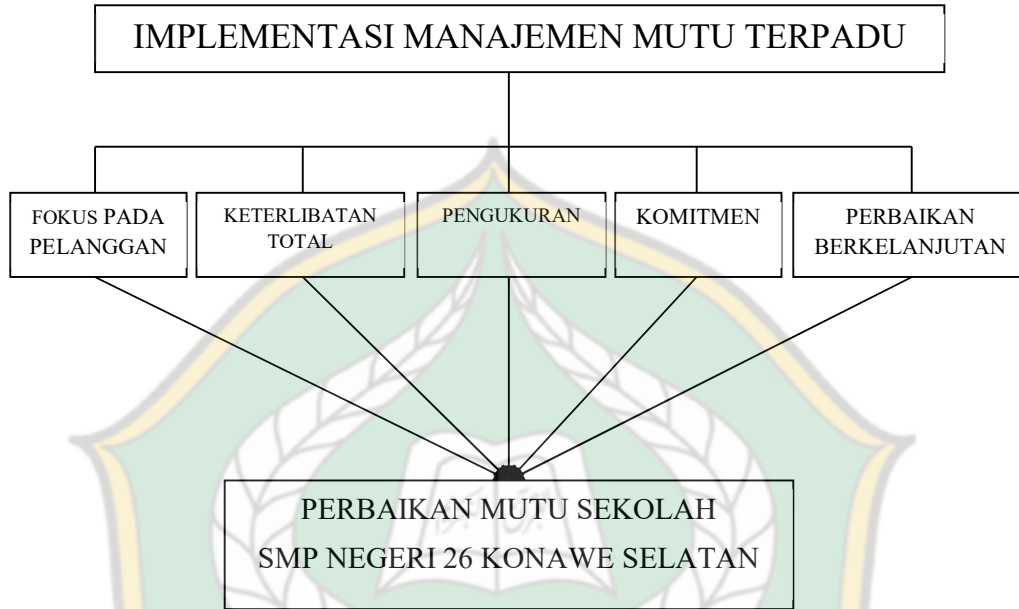 IMPLEMENTASI MANAJEMEN MUTU TERPADU
FOKUS PADA
PELANGGAN
KETERLIBATAN
TOTAL
PENGUKURAN
KOMITMEN
PERBAIKAN
BERKELANJUTAN
PERBAIKAN MUTU SEKOLAH
SMP NEGERI 26 KONAWE SELATAN